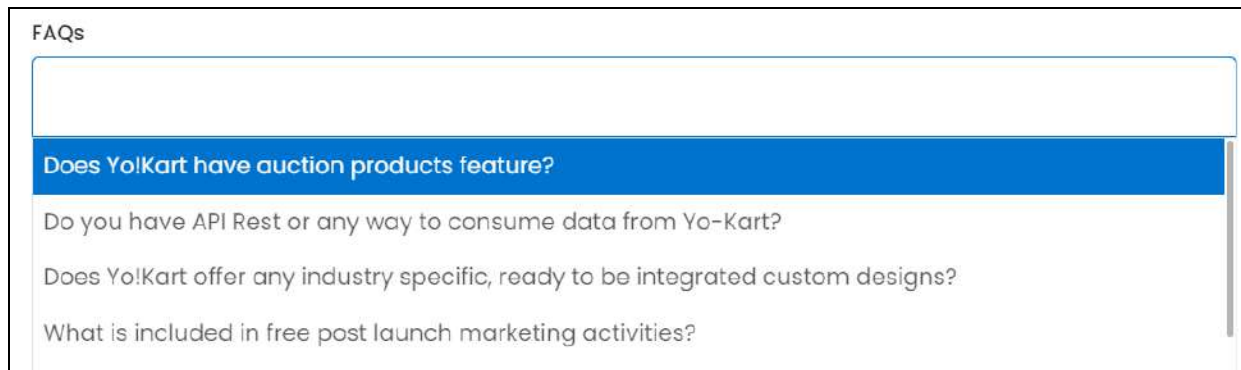 FAQs
Does Yo!Kart have auction products feature?
Do you have API Rest or any way to consume data from Yo-Kart?
Does Yo!Kart offer any industry specific, ready to be integrated custom designs?
What is included in free post launch marketing activities?